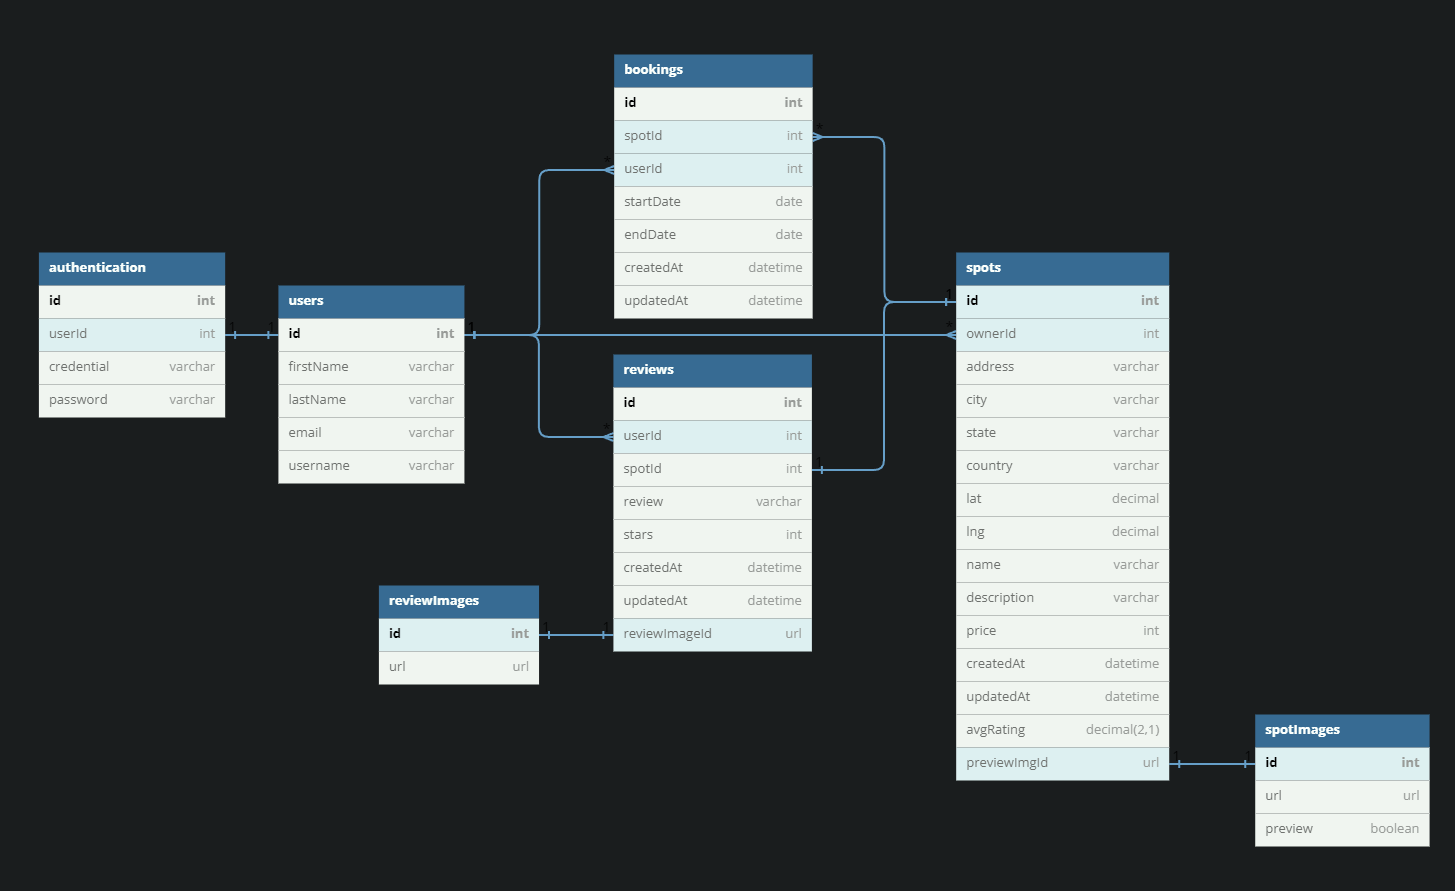 bookings
id int
spotId int
userId int
startDate date
endDate date
createdAt datetime
updatedAt datetime
authentication
id int
userId int
credential varchar
password varchar
users
id int
firstName varchar
lastName varchar
email varchar
username varchar
reviews
id int
userId int
spotId int
review varchar
stars int
createdAt datetime
updatedAt datetime
reviewImageId url
reviewImages
id int
url url
spots
id int
ownerId int
address varchar
city varchar
state varchar
country varchar
lat decimal
lng decimal
name varchar
description varchar
price int
createdAt datetime
updatedAt datetime
avgRating decimal(2,1)
previewImgId url
spotImages
id int
url url
preview boolean
1
1
1
*
*
*
1
1
1
1
1
1